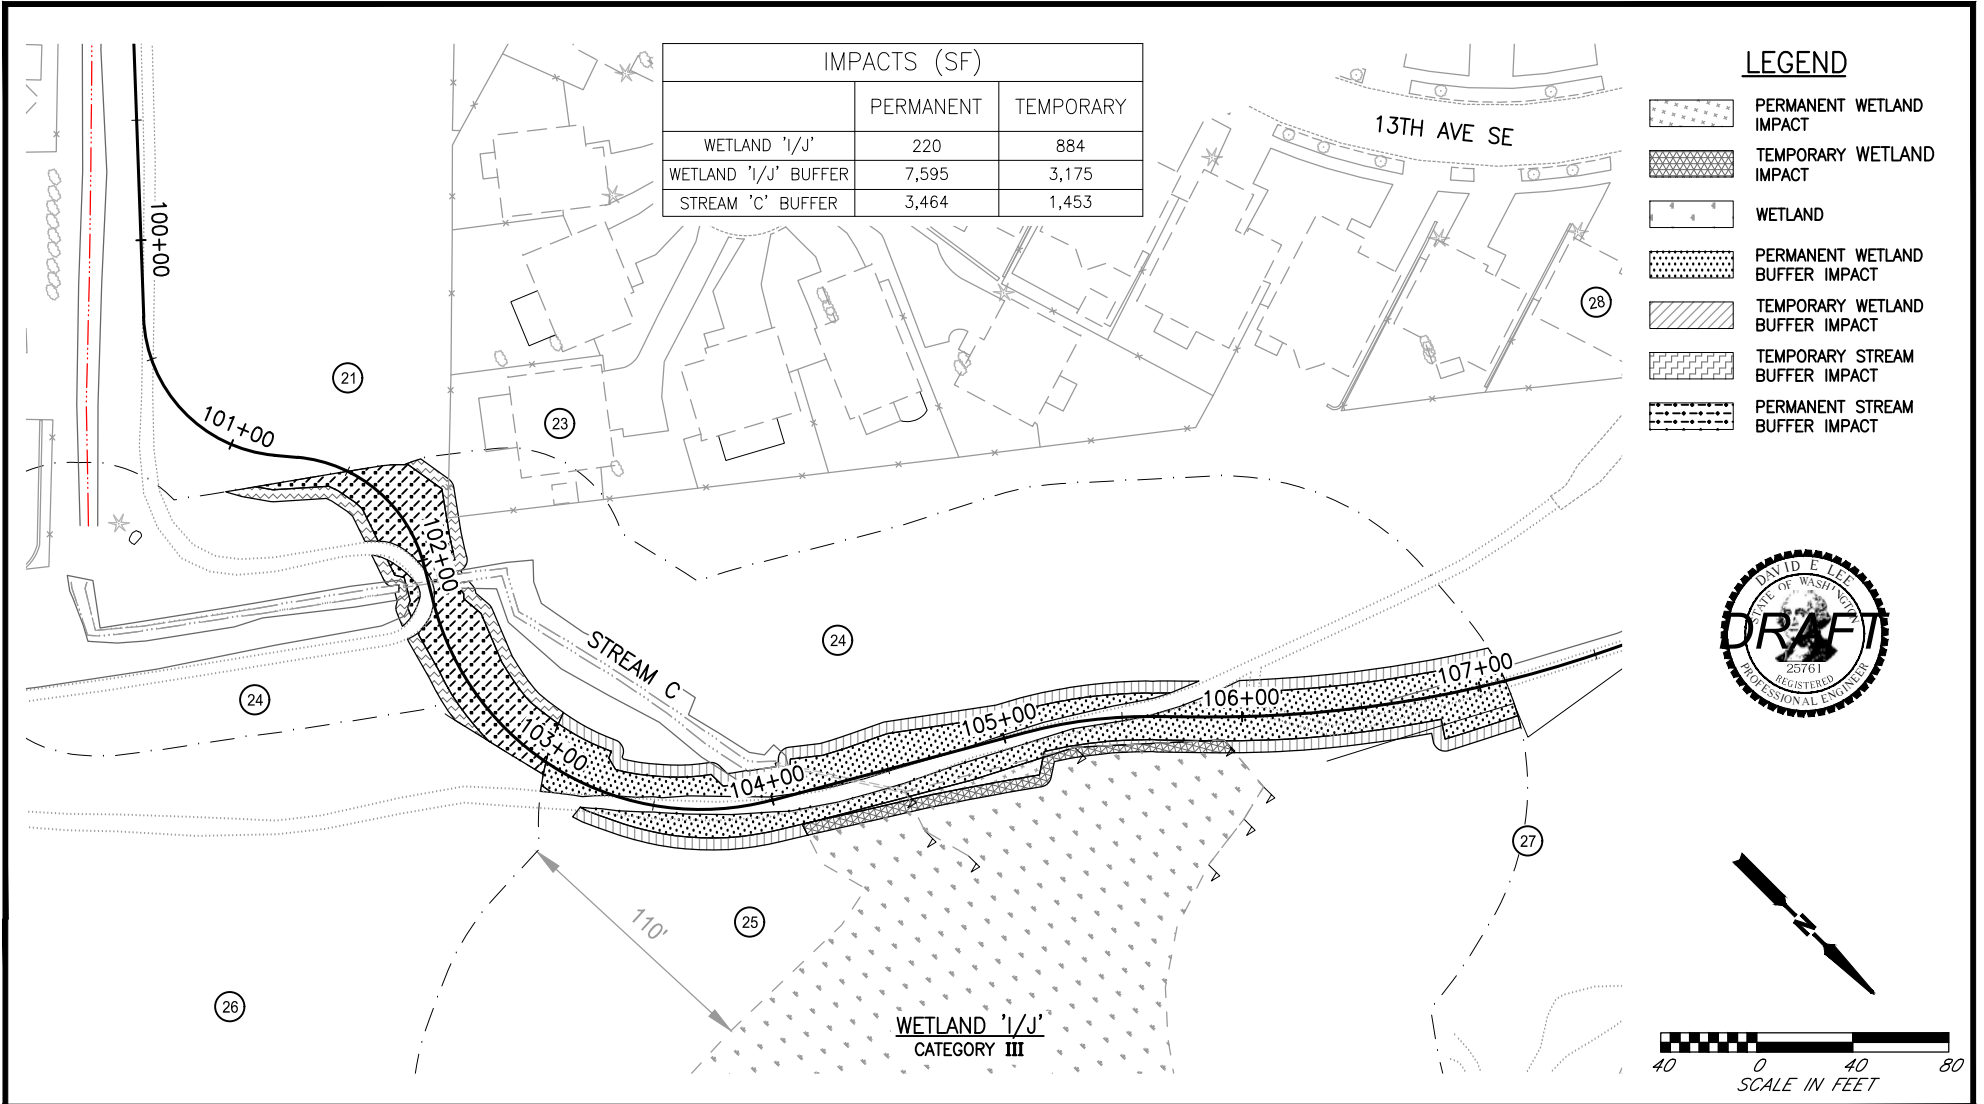 IMPACTS (SF)
PERMANENT TEMPORARY
WETLAND 'I/J' 220 884
WETLAND 'I/J' BUFFER 7,595 3,175
STREAM 'C' BUFFER 3,464 1,453
LEGEND
PERMANENT WETLAND
IMPACT
TEMPORARY WETLAND
IMPACT
WETLAND
PERMANENT WETLAND
BUFFER IMPACT
TEMPORARY WETLAND
BUFFER IMPACT
TEMPORARY STREAM
BUFFER IMPACT
PERMANENT STREAM
BUFFER IMPACT
13TH AVE SE
100+00
101+00
102+00
103+00
104+00
105+00
106+00
107+00
21
23
28
24
24
25
26
27
STREAM C
110'
WETLAND 'I/J'
CATEGORY III
DAVID E LEE
STATE OF WASHINGTON
DRAFT
25761
REGISTERED
PROFESSIONAL ENGINEER
N
40 0 40 80
SCALE IN FEET